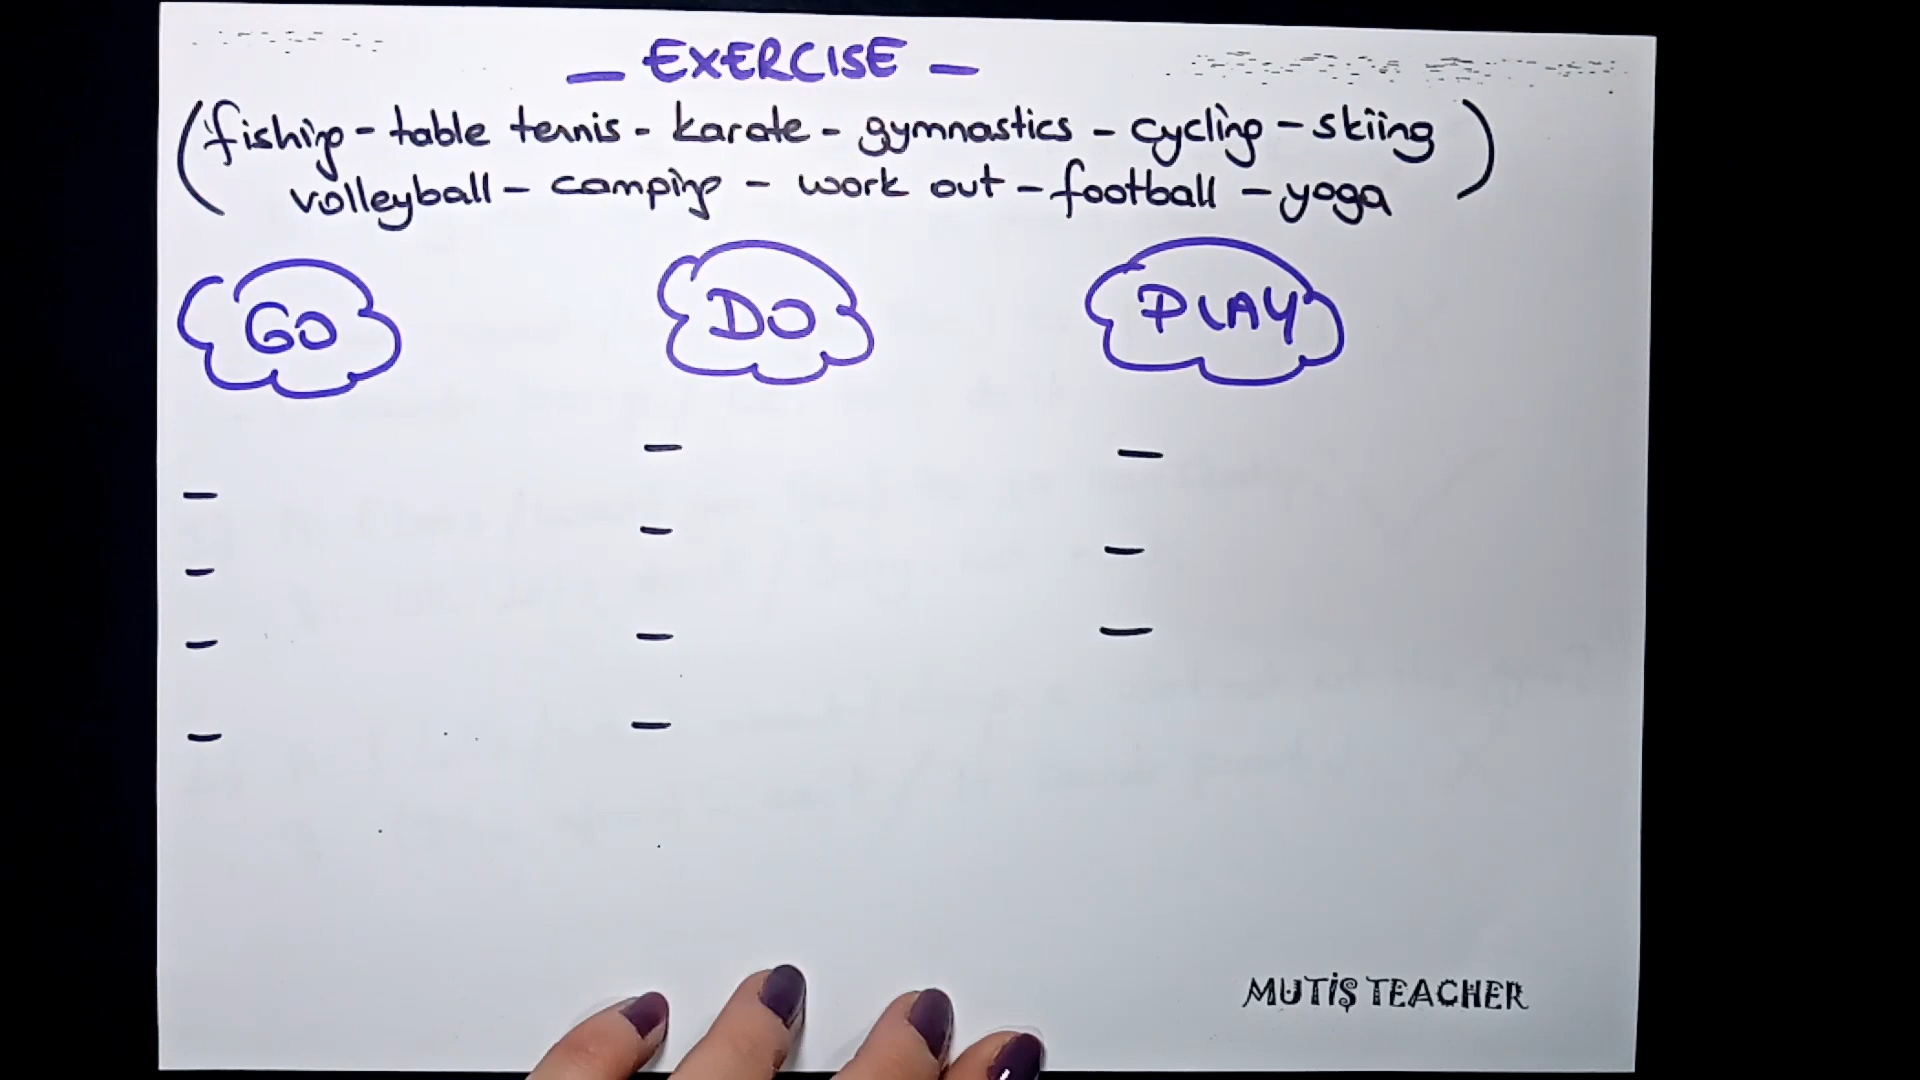 — EXERCISE —
(fishing - table tennis - karate - gymnastics - cycling - skiing
volleyball - camping - work out - football - yoga)
GO DO PLAY
MUTİŞ TEACHER